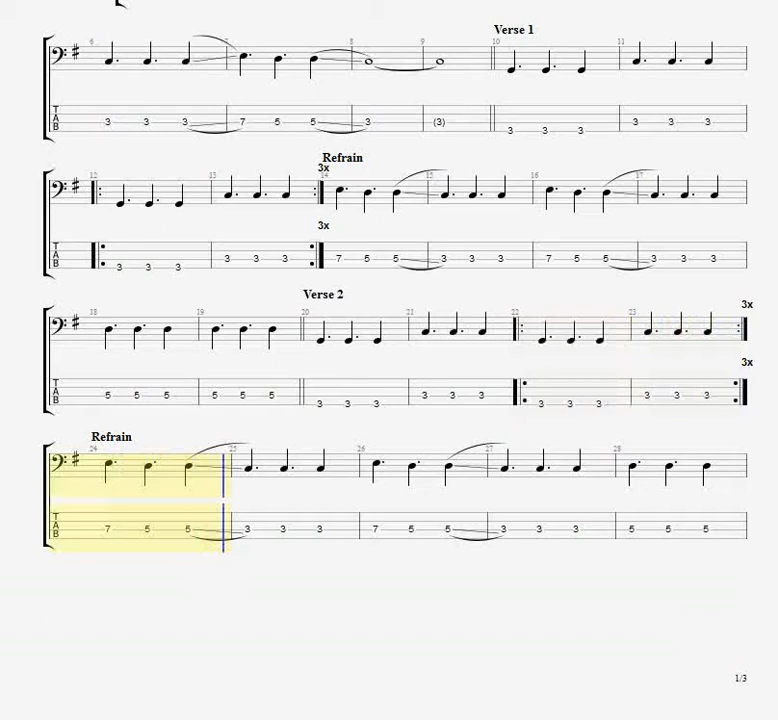 Verse 1
6 7 8 9 10 11
T
A
B
3 3 3 7 5 5 3 (3) 3 3 3 3 3 3
Refrain
3x
12 13 14 15 16 17
3x
T
A
B
3 3 3 3 3 3 7 5 5 3 3 3 7 5 5 3 3 3
Verse 2
3x
18 19 20 21 22 23
3x
T
A
B
5 5 5 5 5 5 3 3 3 3 3 3 3 3 3 3 3 3
Refrain
24 25 26 27 28
T
A
B
7 5 5 3 3 3 7 5 5 3 3 3 5 5 5
1/3